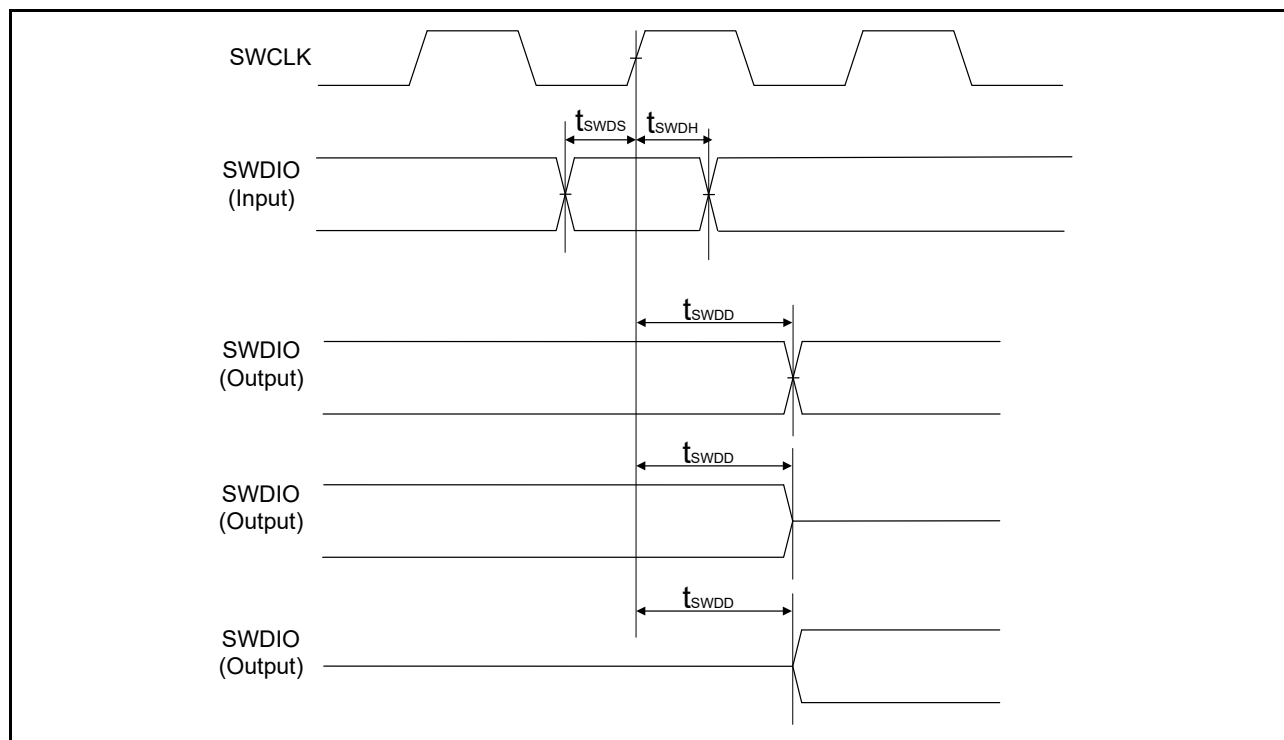 SWCLK
tSWDS
tSWDH
SWDIO
(Input)
tSWDD
SWDIO
(Output)
tSWDD
SWDIO
(Output)
tSWDD
SWDIO
(Output)